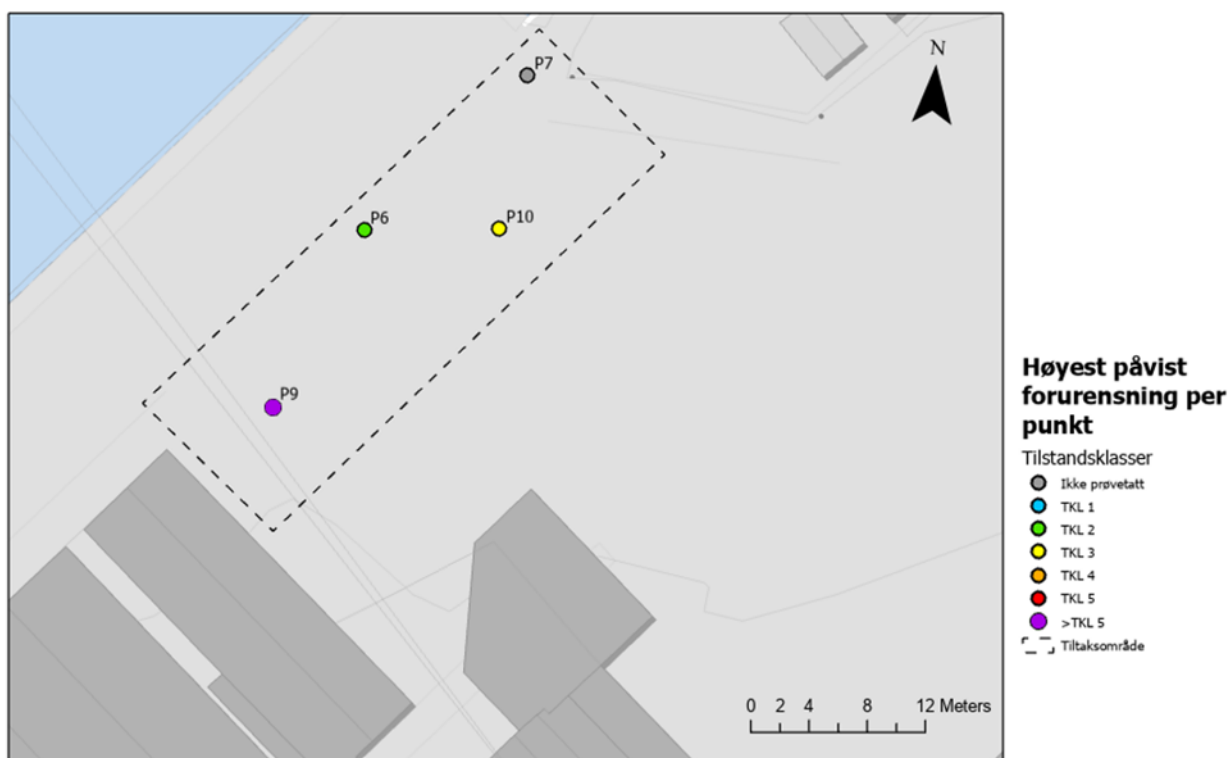 P7
N
P6
P10
P9
0 2 4 8 12 Meters
Høyest påvist
forurensning per
punkt
Tilstandsklasser
Ikke prøvetatt
TKL 1
TKL 2
TKL 3
TKL 4
TKL 5
>TKL 5
Tiltaksområde